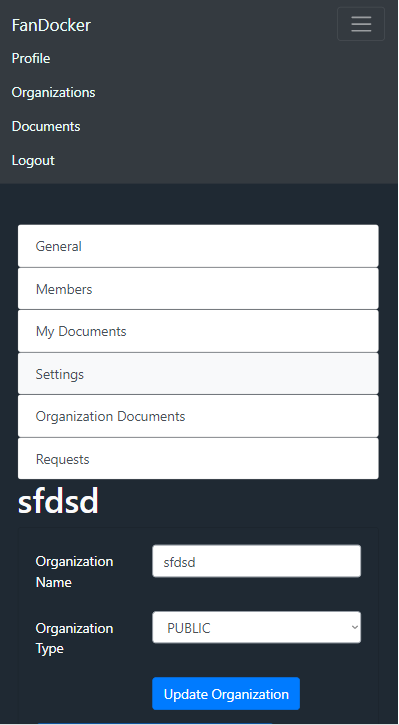 FanDocker
Profile
Organizations
Documents
Logout
General
Members
My Documents
Settings
Organization Documents
Requests
sfdsd
Organization
Name
sfdsd
Organization
Type
PUBLIC
Update Organization